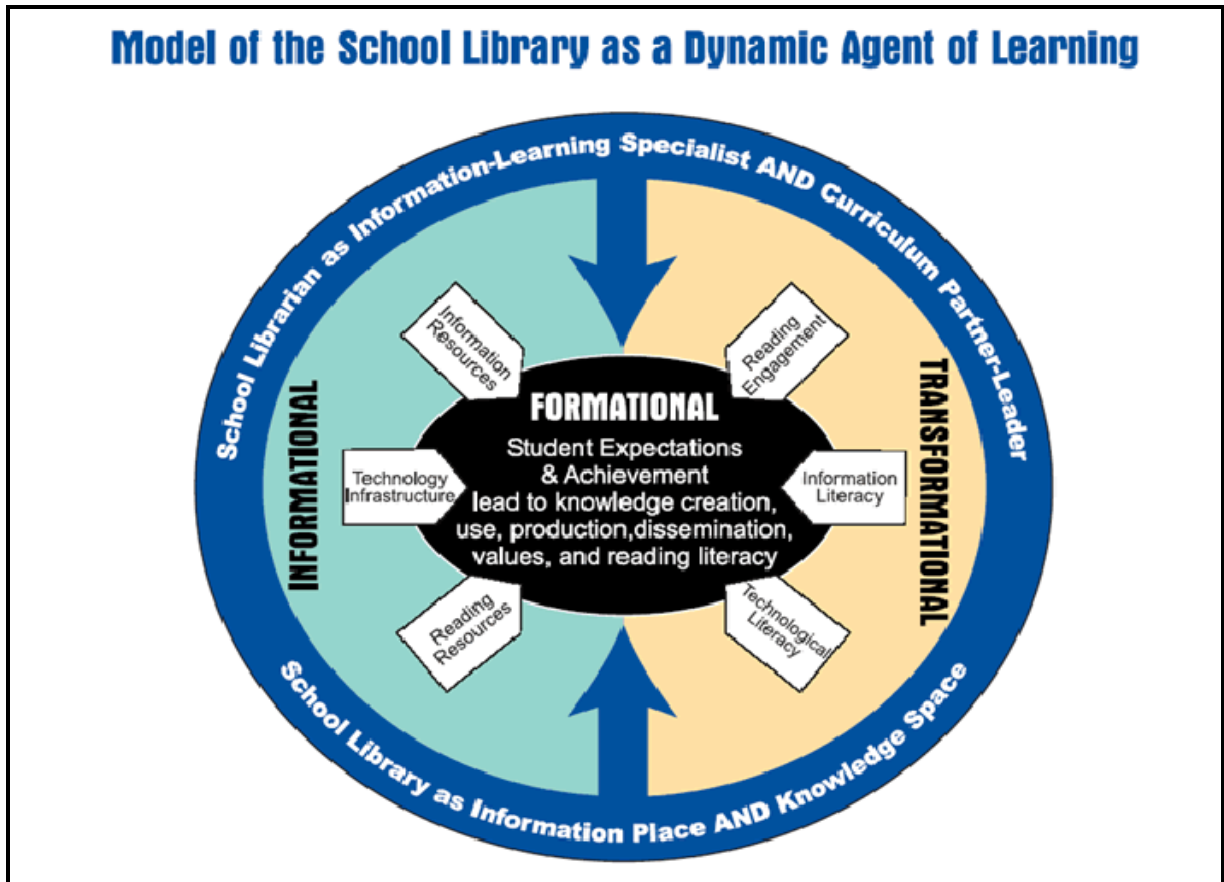 Model of the School Library as a Dynamic Agent of Learning
School Librarian as Information-Learning Specialist AND Curriculum Partner-Leader
INFORMATIONAL
Information
Resources
Technology
Infrastructure
Reading
Resources
FORMATIONAL
Student Expectations
& Achievement
lead to knowledge creation,
use, production,dissemination,
values, and reading literacy
Reading
Engagement
Information
Literacy
Technological
Literacy
TRANSFORMATIONAL
School Library as Information Place AND Knowledge Space